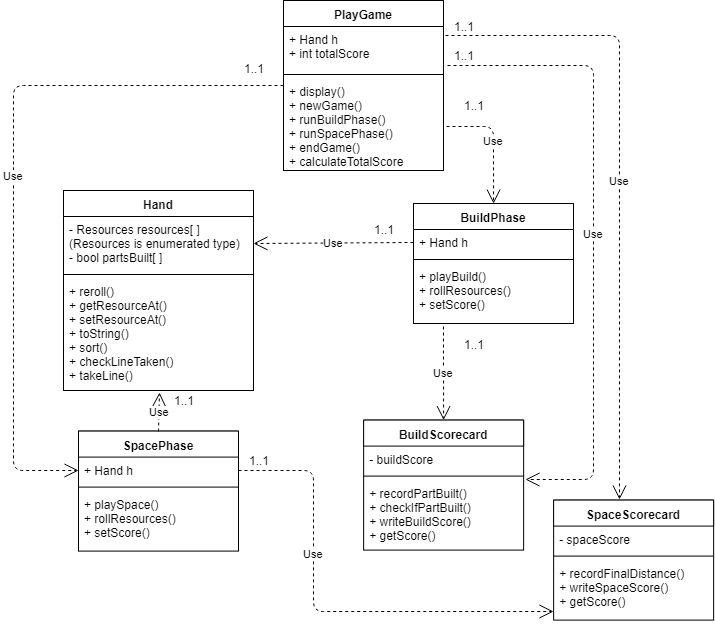 PlayGame
+ Hand h
+ int totalScore
+ display()
+ newGame()
+ runBuildPhase()
+ runSpacePhase()
+ endGame()
+ calculateTotalScore
1..1
1..1
1..1
1..1
Use
Use
Use
Use
Hand
- Resources resources[ ]
(Resources is enumerated type)
- bool partsBuilt[ ]
+ reroll()
+ getResourceAt()
+ setResourceAt()
+ toString()
+ sort()
+ checkLineTaken()
+ takeLine()
BuildPhase
+ Hand h
+ playBuild()
+ rollResources()
+ setScore()
1..1
Use
1..1
Use
1..1
Use
SpacePhase
+ Hand h
+ playSpace()
+ rollResources()
+ setScore()
1..1
Use
BuildScorecard
- buildScore
+ recordPartBuilt()
+ checkIfPartBuilt()
+ writeBuildScore()
+ getScore()
SpaceScorecard
- spaceScore
+ recordFinalDistance()
+ writeSpaceScore()
+ getScore()